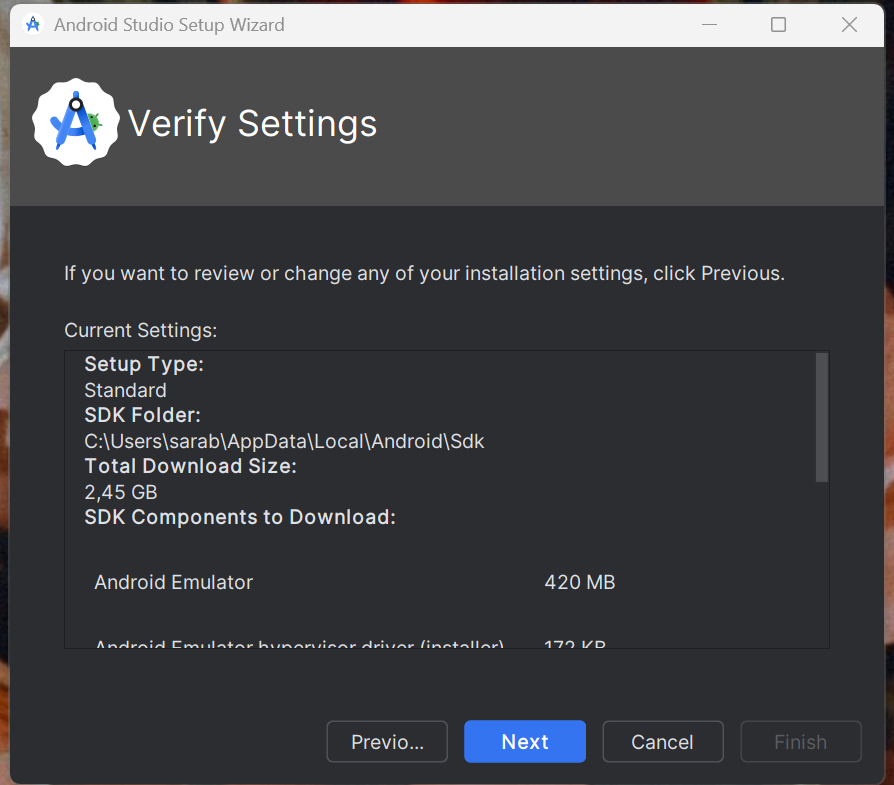 Android Studio Setup Wizard
Verify Settings
If you want to review or change any of your installation settings, click Previous.
Current Settings:
Setup Type:
Standard
SDK Folder:
C:\Users\sarab\AppData\Local\Android\Sdk
Total Download Size:
2,45 GB
SDK Components to Download:
Android Emulator 420 MB
Android Emulator hypervisor driver (installer) 172 KB
Previo... Next Cancel Finish